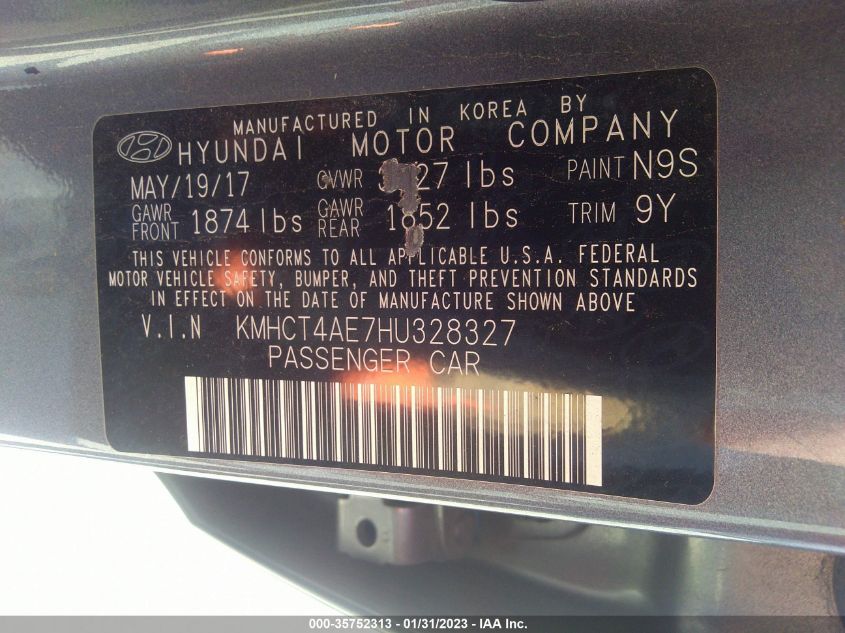 MANUFACTURED IN KOREA BY
HYUNDAI MOTOR COMPANY
MAY/19/17 GVWR 27 lbs PAINT N9S
GAWR FRONT 1874 lbs GAWR REAR 1852 lbs TRIM 9Y
THIS VEHICLE CONFORMS TO ALL APPLICABLE U.S.A. FEDERAL
MOTOR VEHICLE SAFETY, BUMPER, AND THEFT PREVENTION STANDARDS
IN EFFECT ON THE DATE OF MANUFACTURE SHOWN ABOVE
V.I.N KMHCT4AE7HU328327
PASSENGER CAR
000-35752313 - 01/31/2023 - IAA Inc.